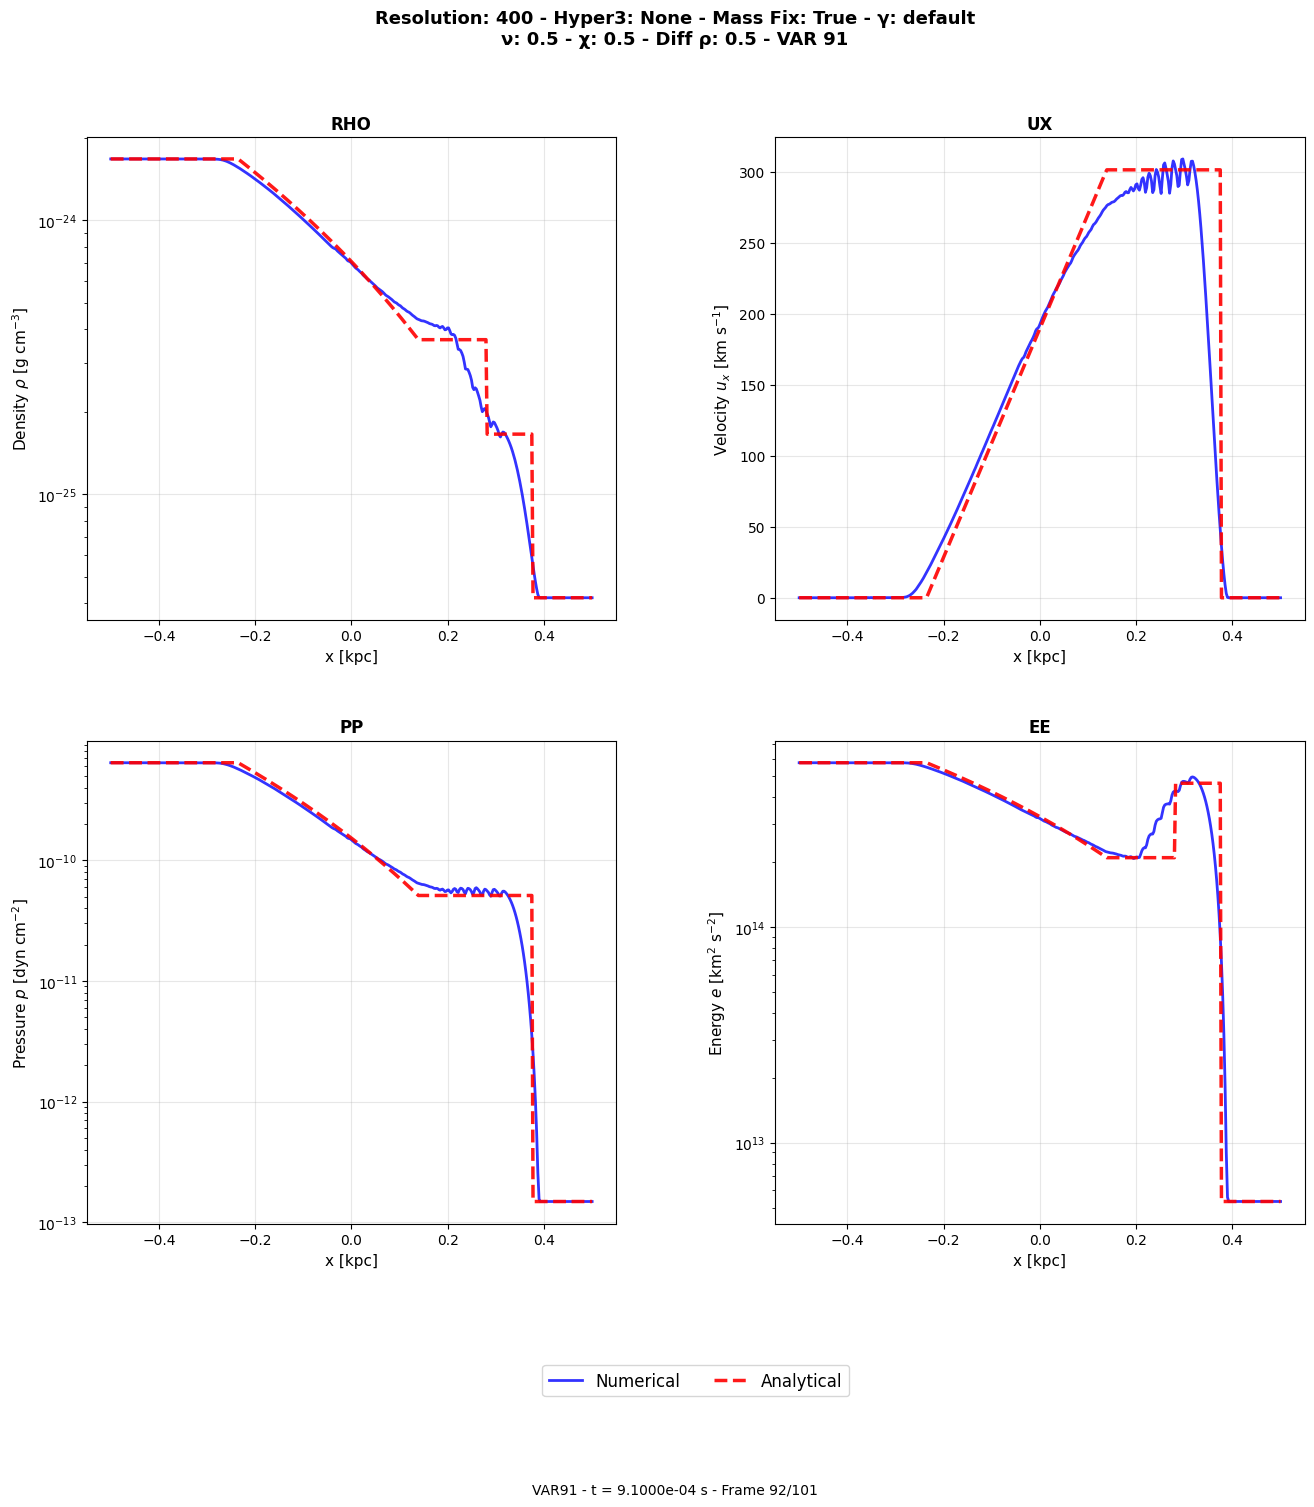 Resolution: 400 - Hyper3: None - Mass Fix: True - γ: default
ν: 0.5 - χ: 0.5 - Diff ρ: 0.5 - VAR 91
RHO
Density ρ [g cm⁻³]
10⁻²⁴
10⁻²⁵
−0.4 −0.2 0.0 0.2 0.4
x [kpc]
UX
Velocity uₓ [km s⁻¹]
300
250
200
150
100
50
0
−0.4 −0.2 0.0 0.2 0.4
x [kpc]
PP
Pressure p [dyn cm⁻²]
10⁻¹⁰
10⁻¹¹
10⁻¹²
10⁻¹³
−0.4 −0.2 0.0 0.2 0.4
x [kpc]
EE
Energy e [km² s⁻²]
10¹⁴
10¹³
−0.4 −0.2 0.0 0.2 0.4
x [kpc]
Numerical Analytical
VAR91 - t = 9.1000e-04 s - Frame 92/101